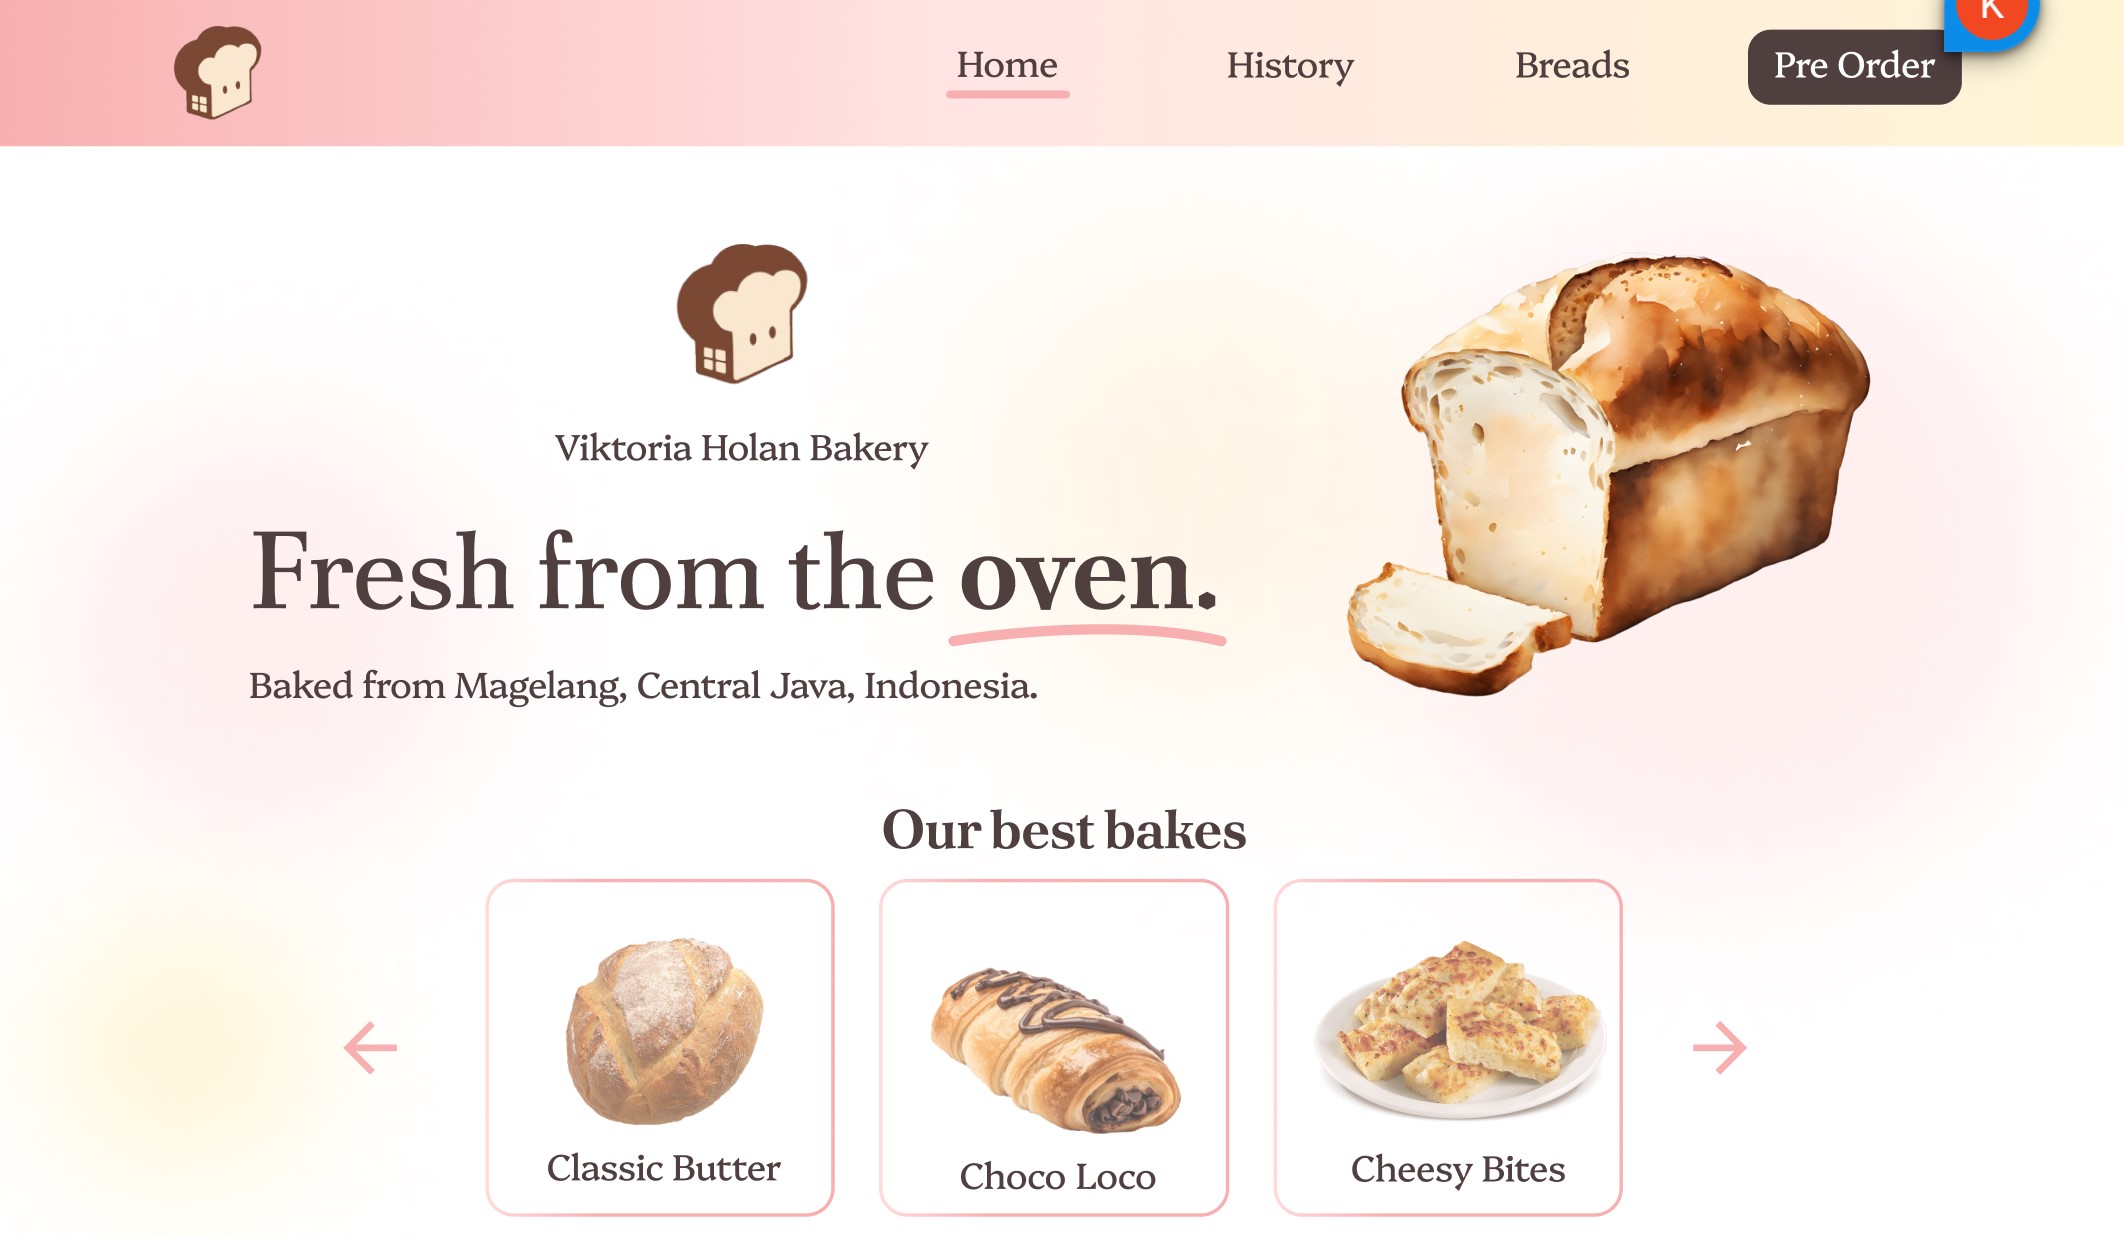 Home
History
Breads
Pre Order
K
Viktoria Holan Bakery
Fresh from the oven.
Baked from Magelang, Central Java, Indonesia.
Our best bakes
Classic Butter
Choco Loco
Cheesy Bites